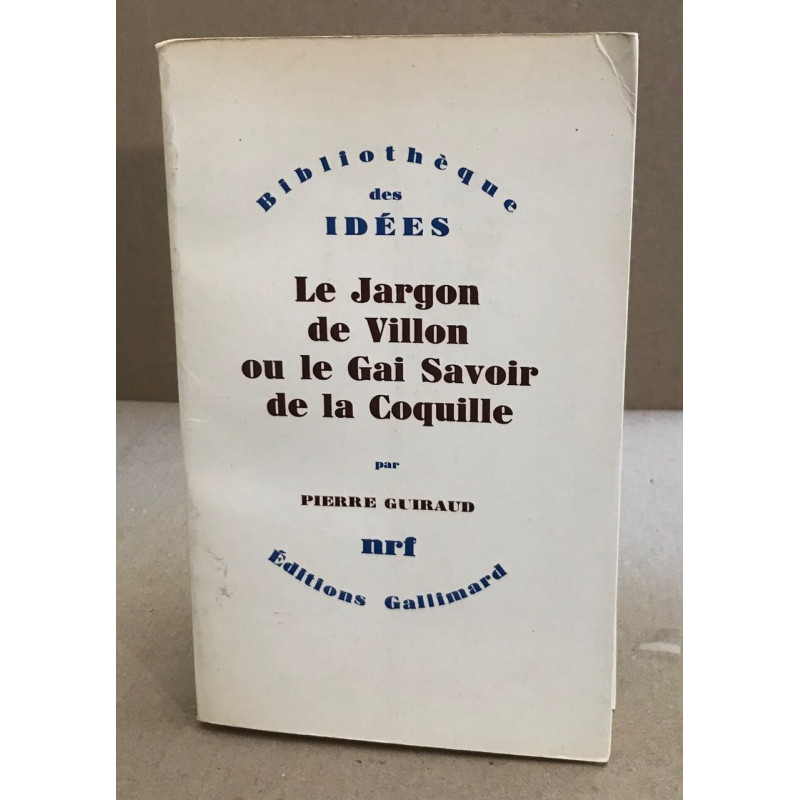 Bibliothèque
des
IDÉES
Le Jargon
de Villon
ou le Gai Savoir
de la Coquille
par
PIERRE GUIRAUD
nrf
Éditions Gallimard